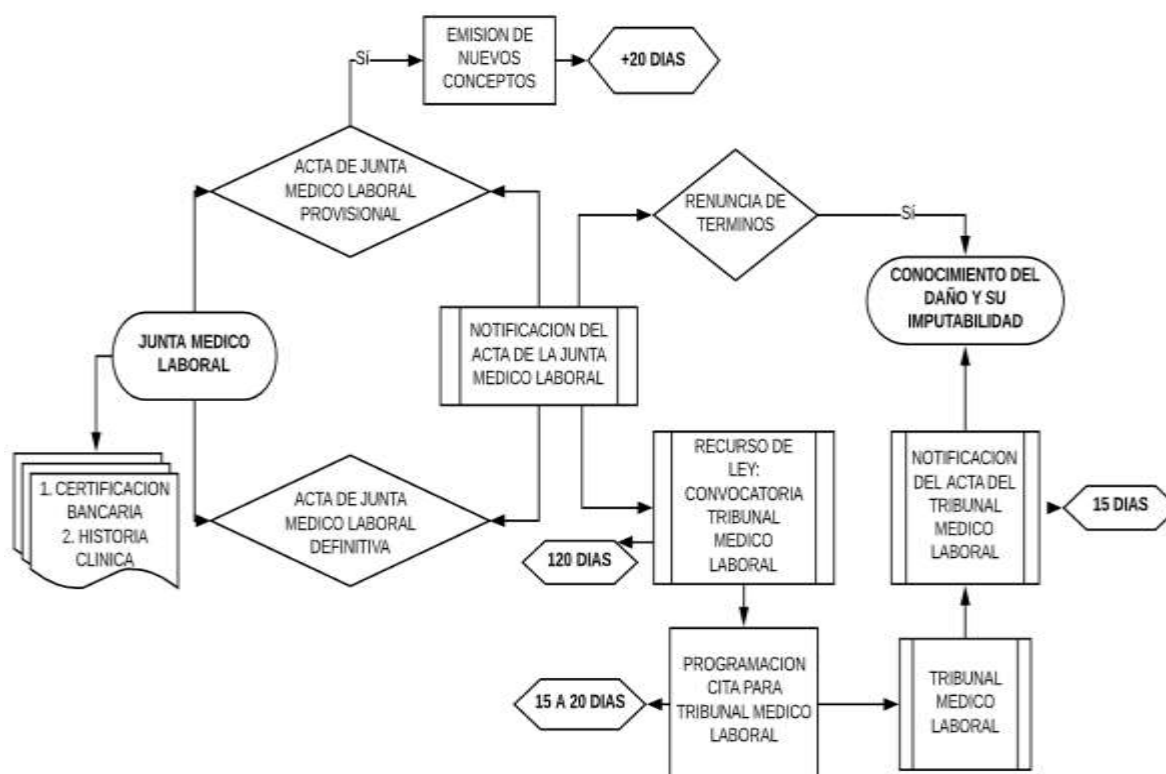 EMISION DE
NUEVOS
CONCEPTOS
+20 DIAS
Sí
ACTA DE JUNTA
MEDICO LABORAL
PROVISIONAL
RENUNCIA DE
TERMINOS
Sí
CONOCIMIENTO DEL
DAÑO Y SU
IMPUTABILIDAD
JUNTA MEDICO
LABORAL
NOTIFICACION DEL
ACTA DE LA JUNTA
MEDICO LABORAL
1. CERTIFICACION
BANCARIA
2. HISTORIA
CLINICA
ACTA DE JUNTA
MEDICO LABORAL
DEFINITIVA
RECURSO DE
LEY:
CONVOCATORIA
TRIBUNAL
MEDICO
LABORAL
120 DIAS
NOTIFICACION
DEL ACTA DEL
TRIBUNAL
MEDICO
LABORAL
15 DIAS
PROGRAMACION
CITA PARA
TRIBUNAL MEDICO
LABORAL
15 A 20 DIAS
TRIBUNAL
MEDICO
LABORAL